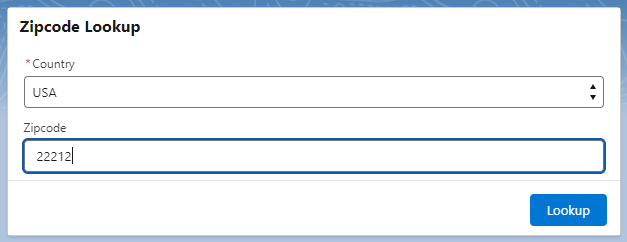 Zipcode Lookup
*Country
USA
Zipcode
22212
Lookup